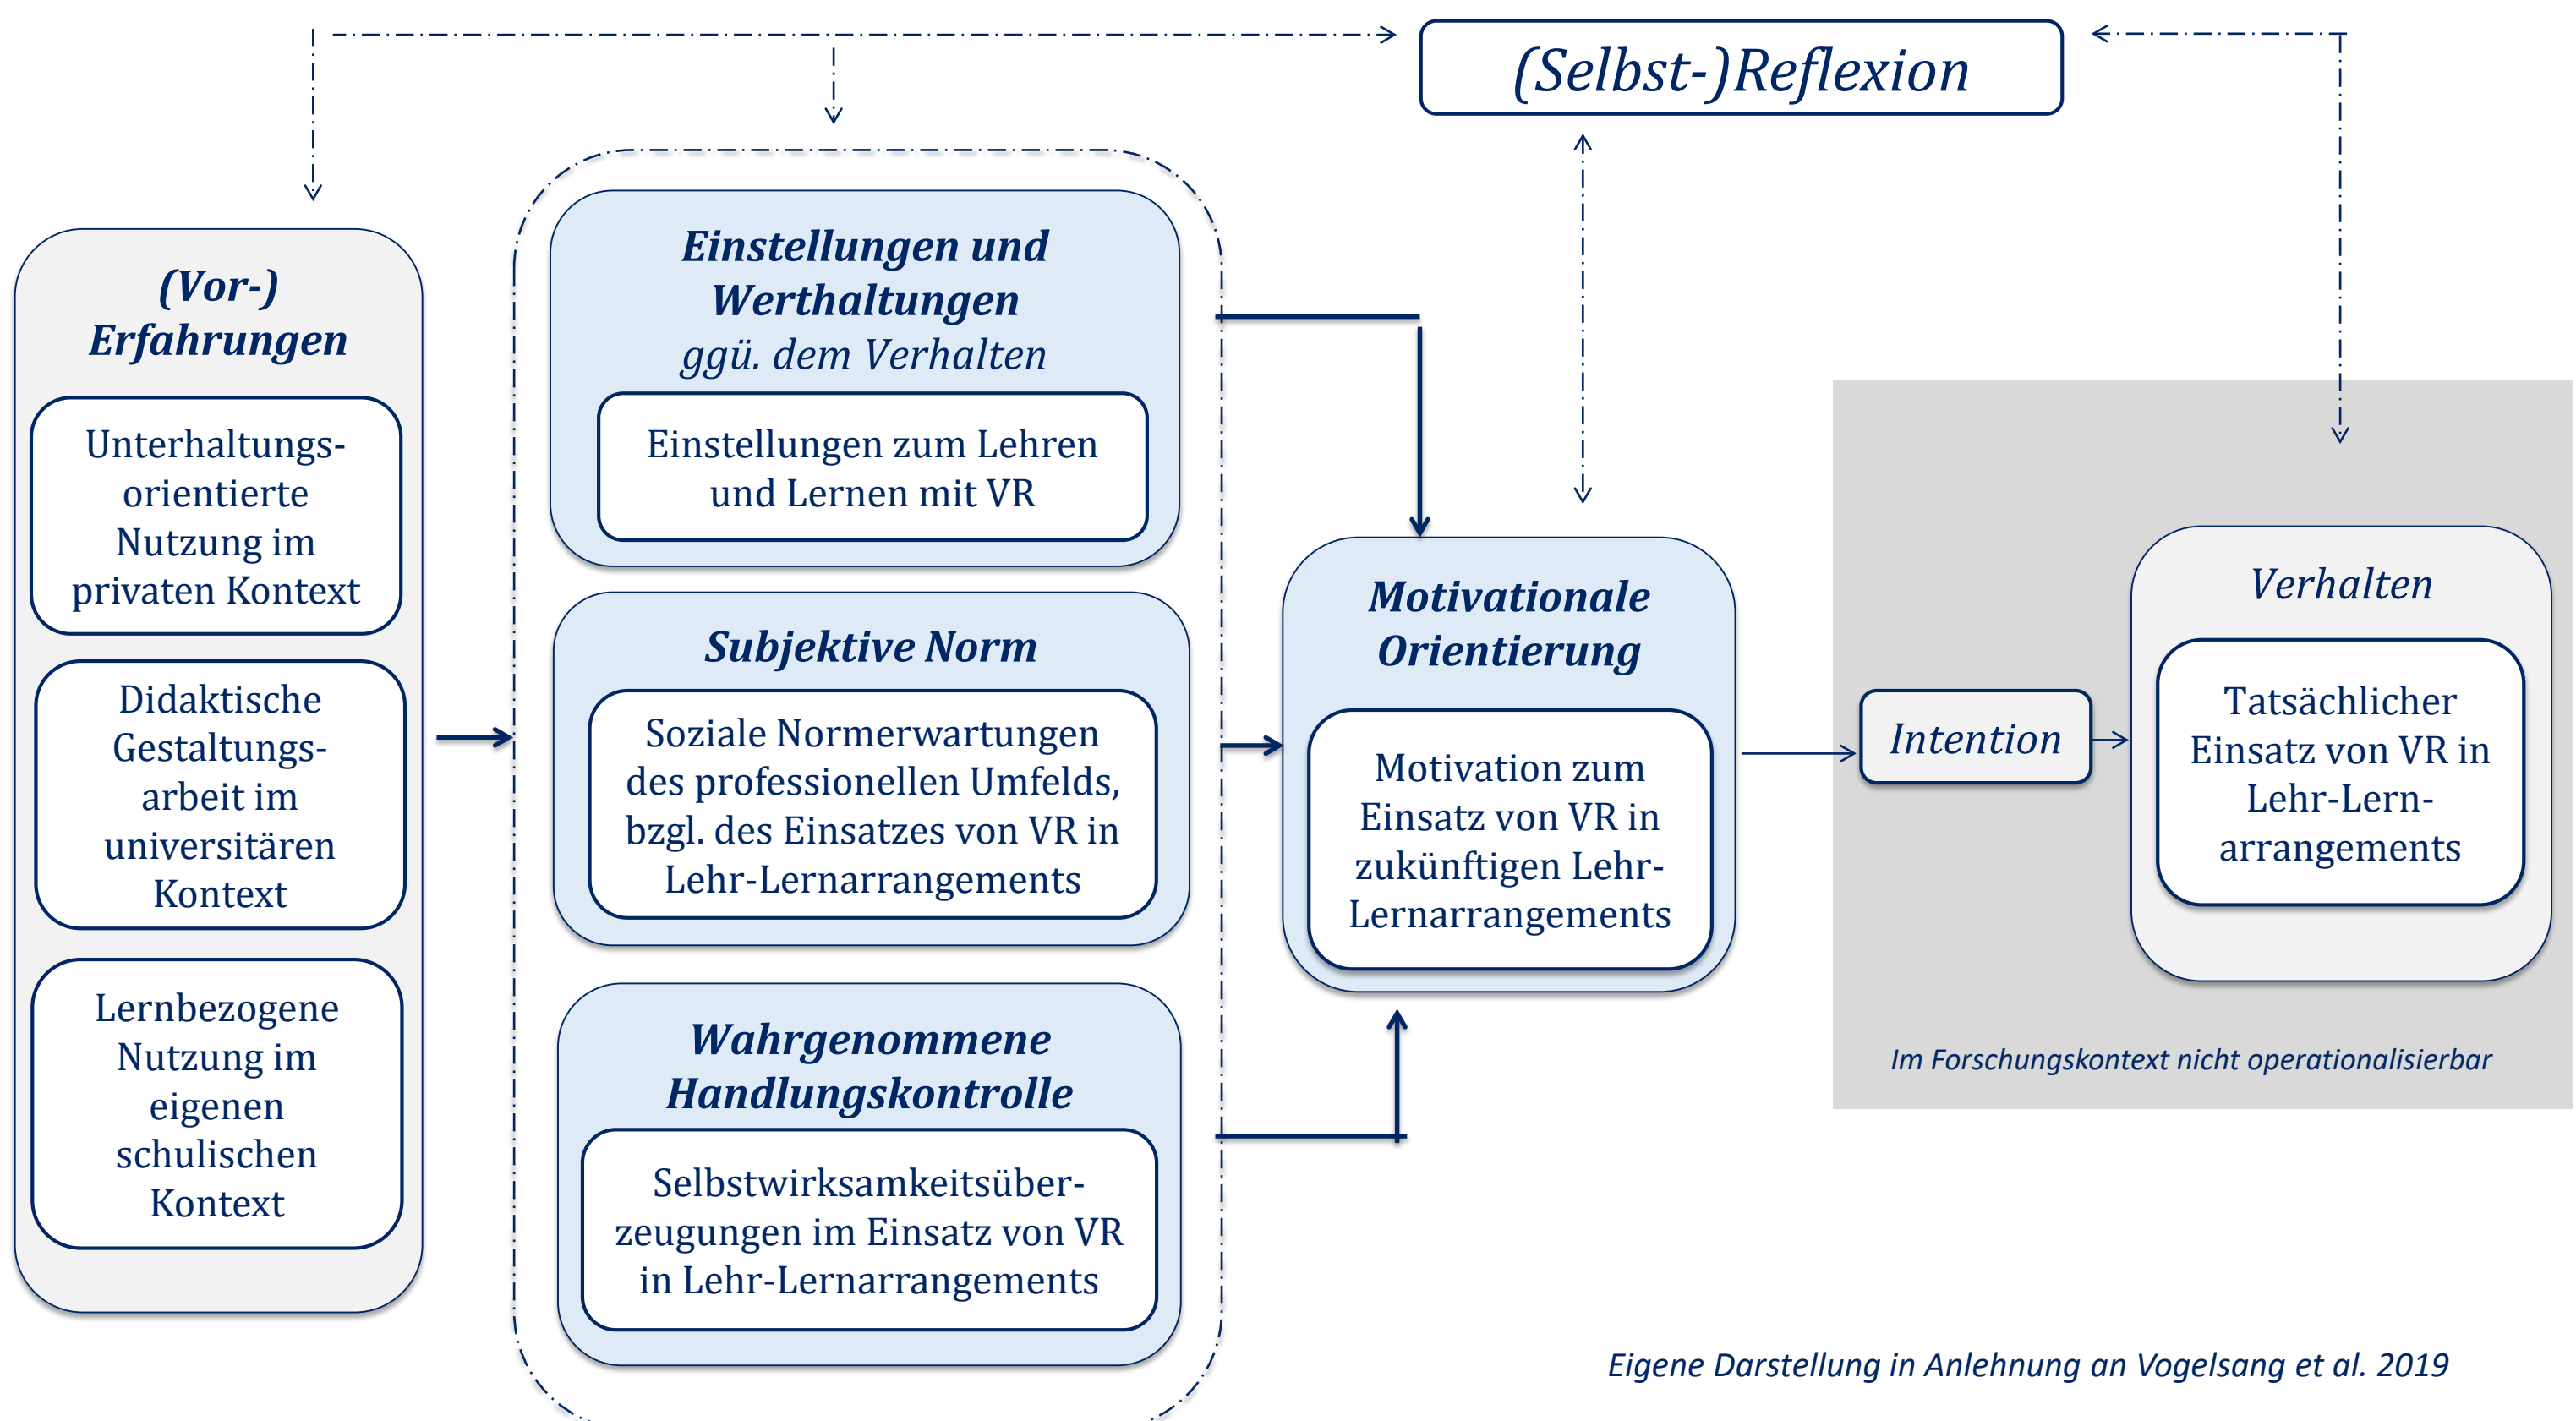 (Selbst-)Reflexion
(Vor-)
Erfahrungen
Unterhaltungs-
orientierte
Nutzung im
privaten Kontext
Didaktische
Gestaltungs-
arbeit im
universitären
Kontext
Lernbezogene
Nutzung im
eigenen
schulischen
Kontext
Einstellungen und
Werthaltungen
ggü. dem Verhalten
Einstellungen zum Lehren
und Lernen mit VR
Subjektive Norm
Soziale Normerwartungen
des professionellen Umfelds,
bzgl. des Einsatzes von VR in
Lehr-Lernarrangements
Wahrgenommene
Handlungskontrolle
Selbstwirksamkeitsüber-
zeugungen im Einsatz von VR
in Lehr-Lernarrangements
Motivationale
Orientierung
Motivation zum
Einsatz von VR in
zukünftigen Lehr-
Lernarrangements
Intention
Verhalten
Tatsächlicher
Einsatz von VR in
Lehr-Lern-
arrangements
Im Forschungskontext nicht operationalisierbar
Eigene Darstellung in Anlehnung an Vogelsang et al. 2019